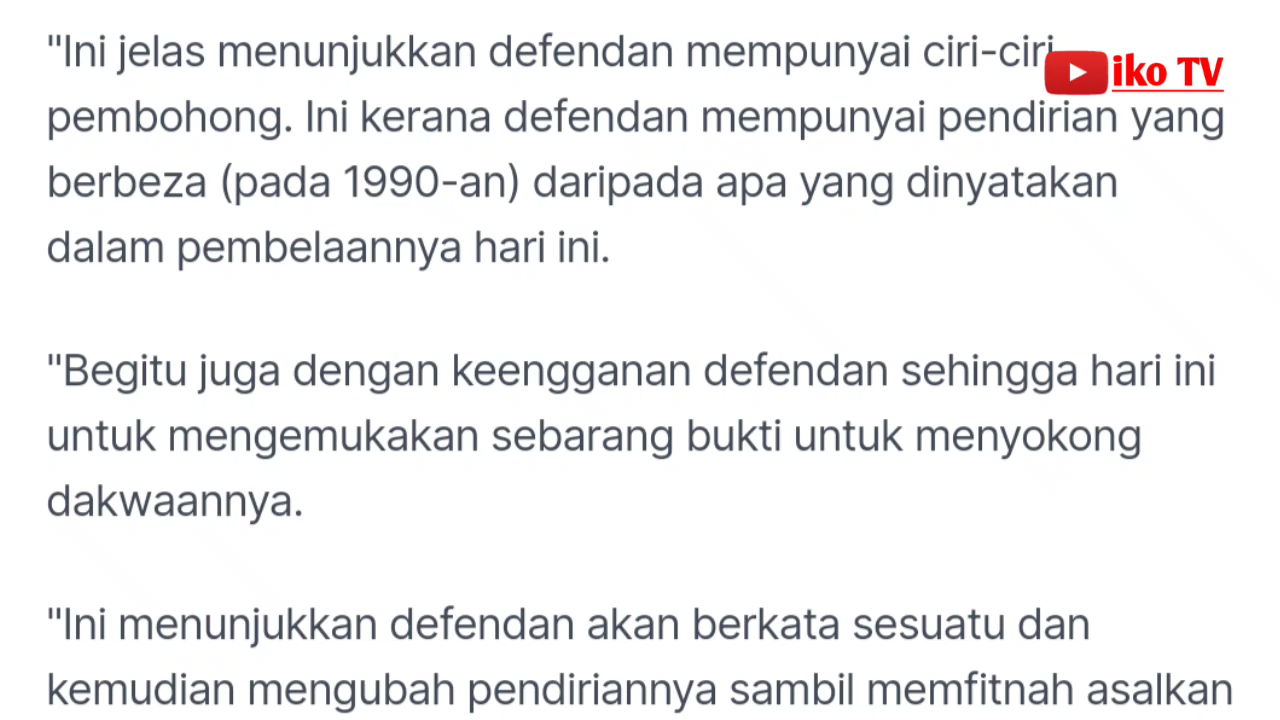 "Ini jelas menunjukkan defendan mempunyai ciri-ciri
iko TV
pembohong. Ini kerana defendan mempunyai pendirian yang
berbeza (pada 1990-an) daripada apa yang dinyatakan
dalam pembelaannya hari ini.
"Begitu juga dengan keengganan defendan sehingga hari ini
untuk mengemukakan sebarang bukti untuk menyokong
dakwaannya.
"Ini menunjukkan defendan akan berkata sesuatu dan
kemudian mengubah pendiriannya sambil memfitnah asalkan